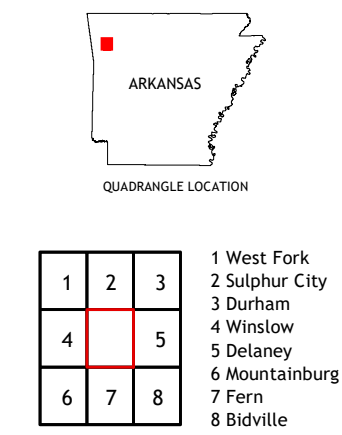 ARKANSAS
QUADRANGLE LOCATION
1 2 3
4 5
6 7 8
1 West Fork
2 Sulphur City
3 Durham
4 Winslow
5 Delaney
6 Mountainburg
7 Fern
8 Bidville